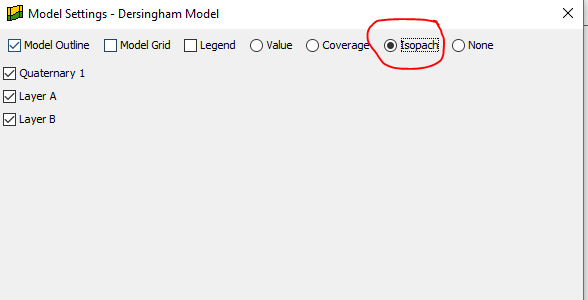 Model Settings - Dersingham Model
Model Outline Model Grid Legend Value Coverage Isopach None
Quaternary 1
Layer A
Layer B